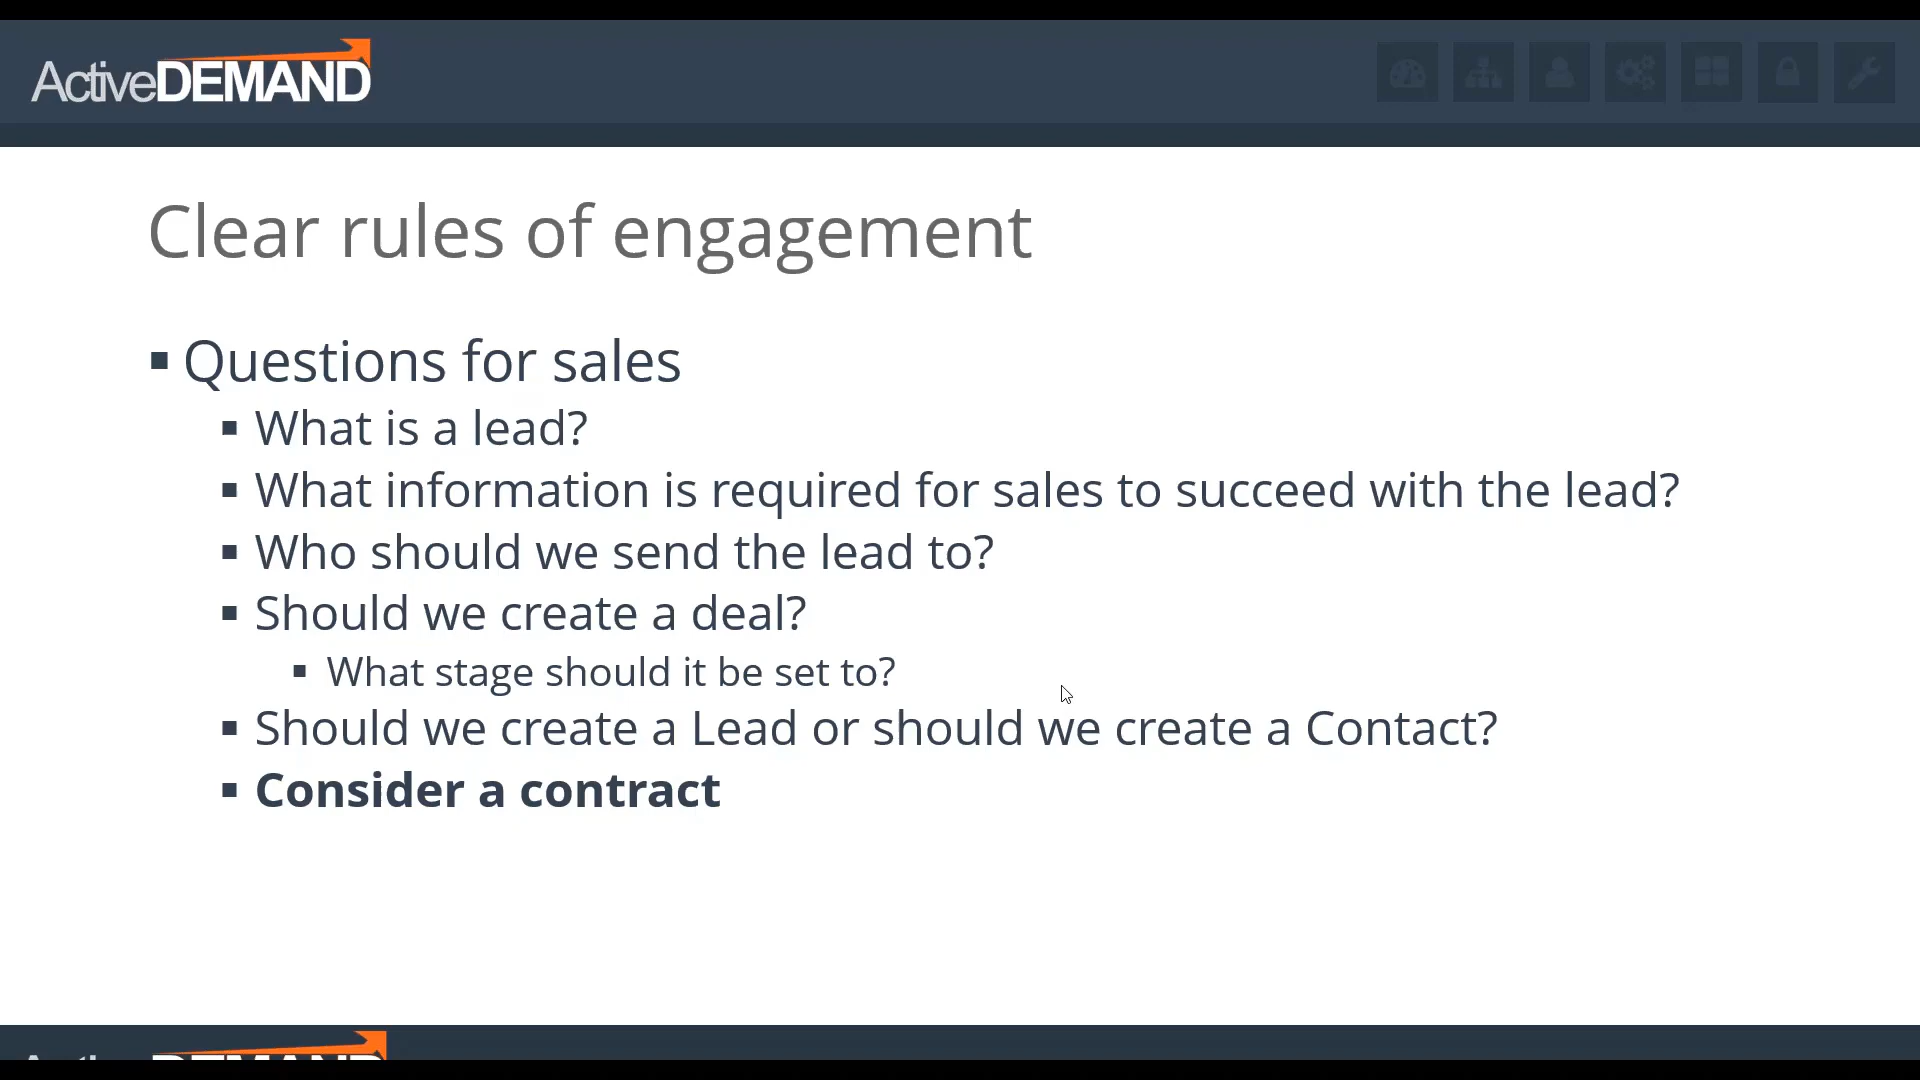 ActiveDEMAND
Clear rules of engagement
Questions for sales
What is a lead?
What information is required for sales to succeed with the lead?
Who should we send the lead to?
Should we create a deal?
What stage should it be set to?
Should we create a Lead or should we create a Contact?
Consider a contract
ActiveDEMAND